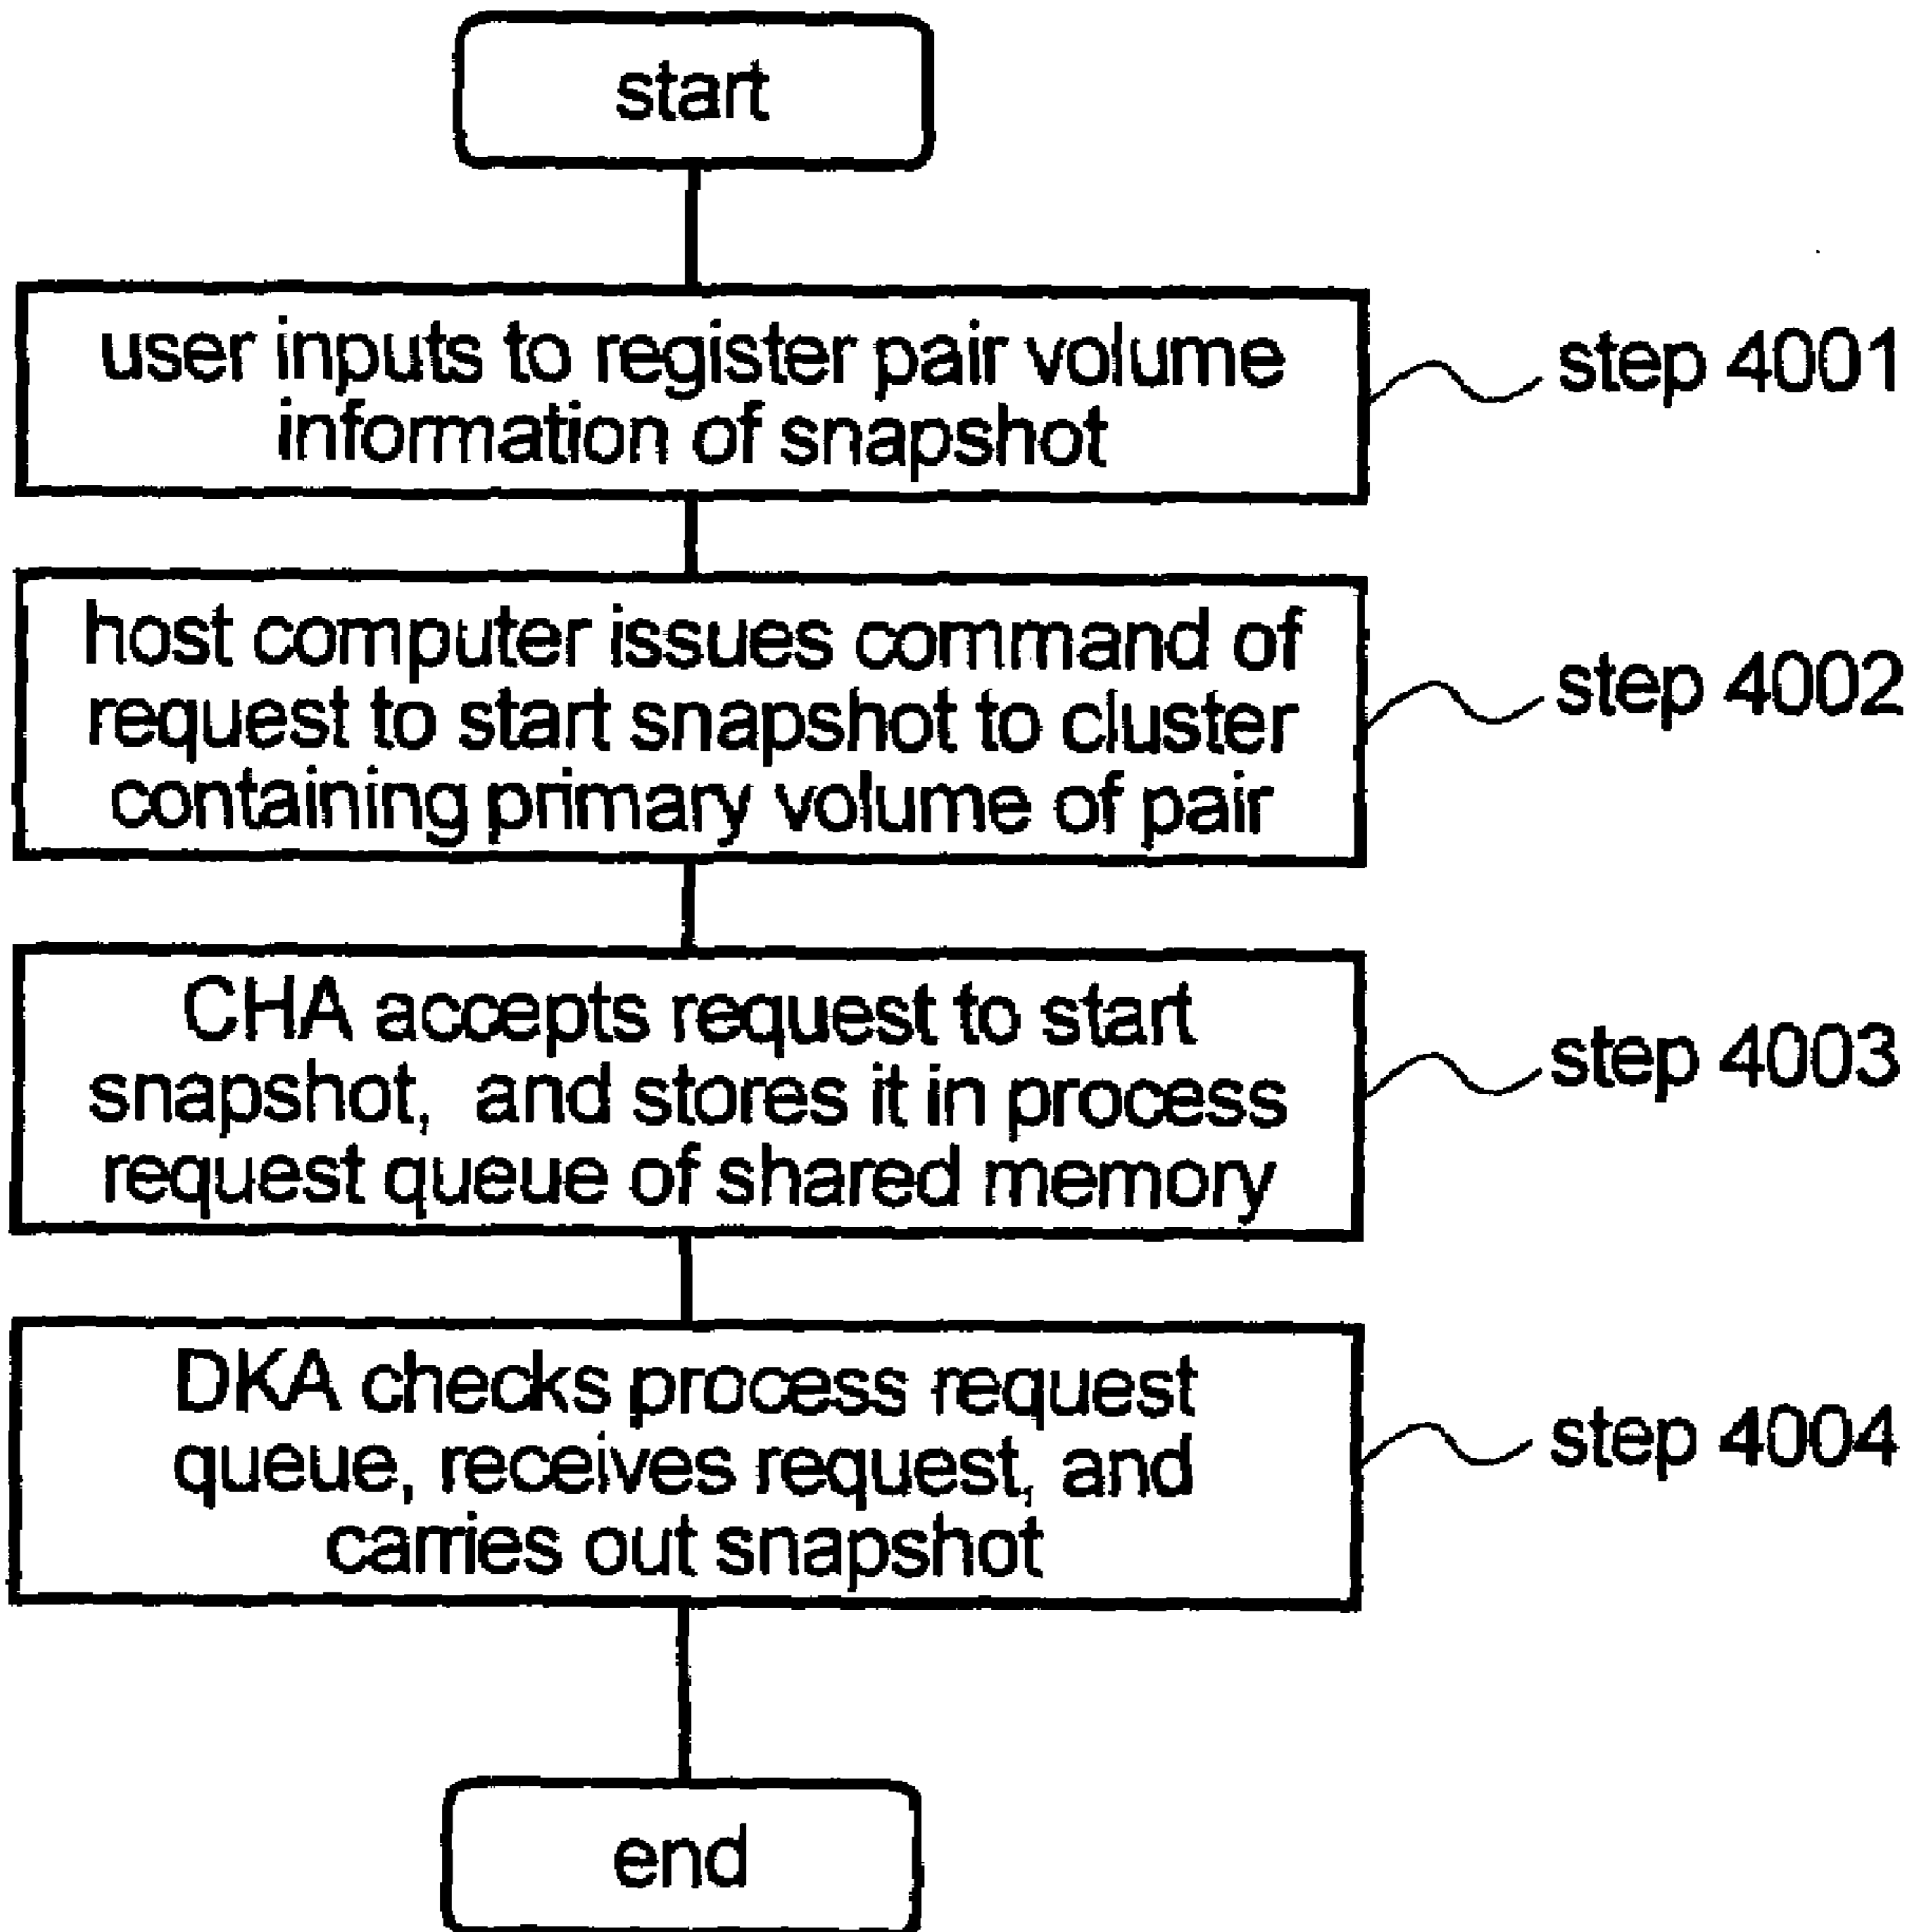 start
user inputs to register pair volume
information of snapshot
step 4001
host computer issues command of
request to start snapshot to cluster
containing primary volume of pair
step 4002
CHA accepts request to start
snapshot, and stores it in process
request queue of shared memory
step 4003
DKA checks process request
queue, receives request, and
carries out snapshot
step 4004
end